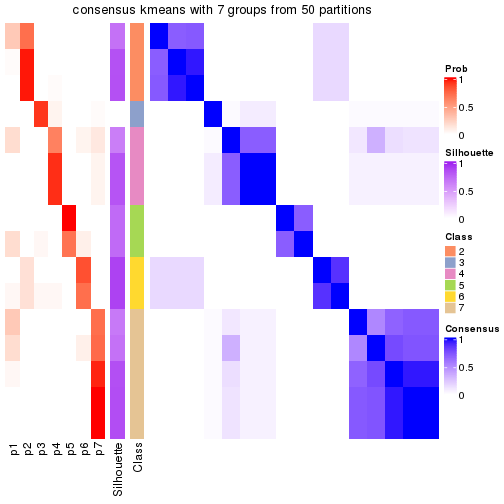 consensus kmeans with 7 groups from 50 partitions
Prob
1
0.5
0
Silhouette
1
0.5
0
Class
2
3
4
5
6
7
Consensus
1
0.5
0
p1
p2
p3
p4
p5
p6
p7
Silhouette
Class